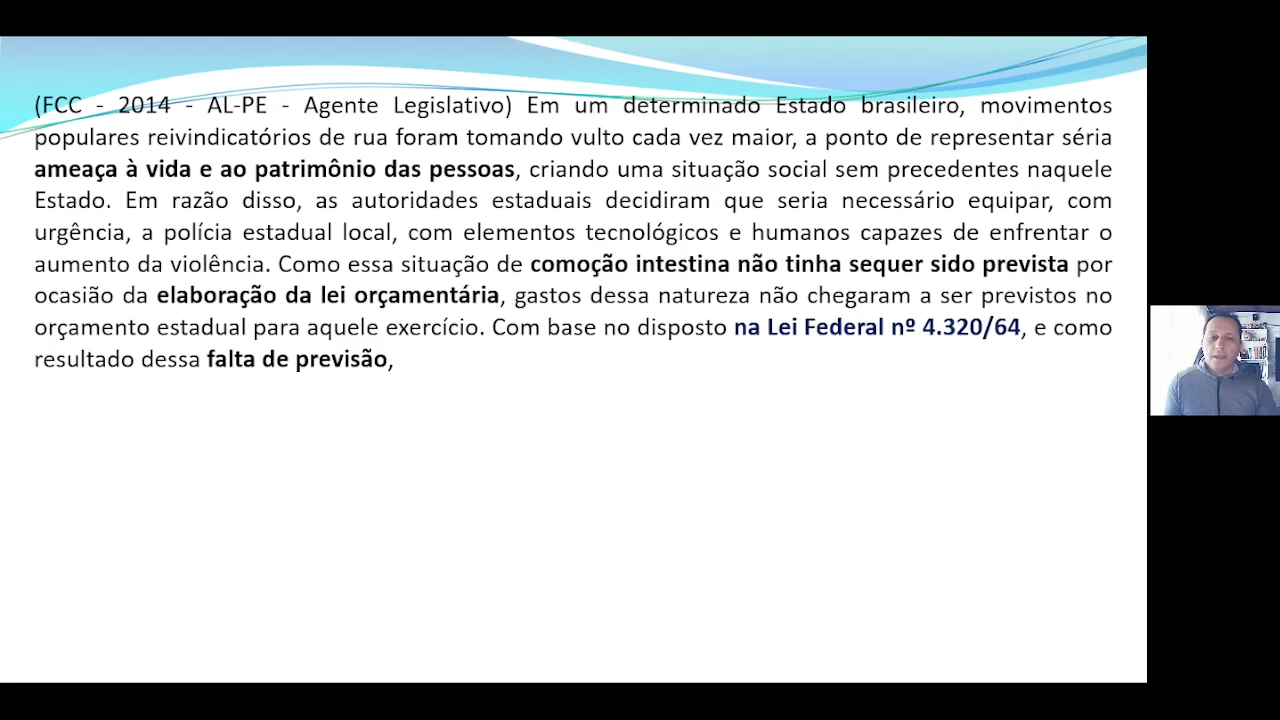 (FCC - 2014 - AL-PE - Agente Legislativo) Em um determinado Estado brasileiro, movimentos
populares reivindicatórios de rua foram tomando vulto cada vez maior, a ponto de representar séria
ameaça à vida e ao patrimônio das pessoas, criando uma situação social sem precedentes naquele
Estado. Em razão disso, as autoridades estaduais decidiram que seria necessário equipar, com
urgência, a polícia estadual local, com elementos tecnológicos e humanos capazes de enfrentar o
aumento da violência. Como essa situação de comoção intestina não tinha sequer sido prevista por
ocasião da elaboração da lei orçamentária, gastos dessa natureza não chegaram a ser previstos no
orçamento estadual para aquele exercício. Com base no disposto na Lei Federal nº 4.320/64, e como
resultado dessa falta de previsão,